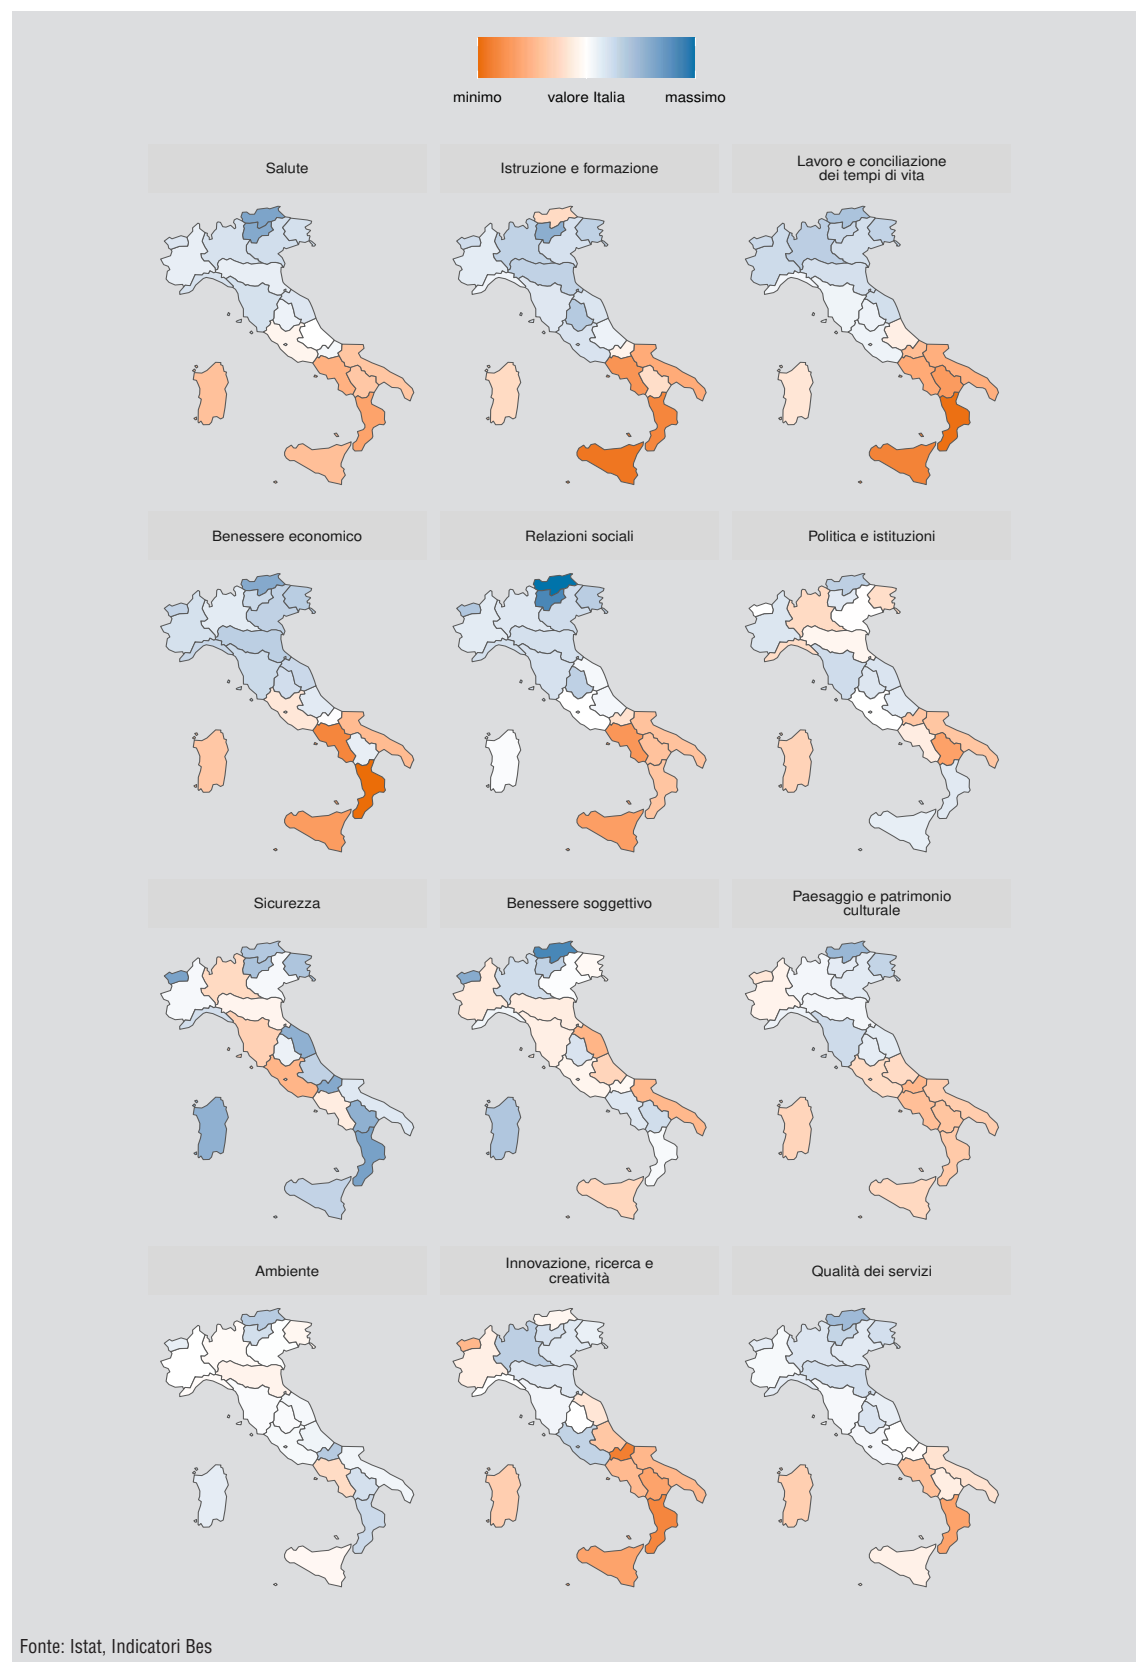 minimo valore Italia massimo
Salute
Istruzione e formazione
Lavoro e conciliazione
dei tempi di vita
Benessere economico
Relazioni sociali
Politica e istituzioni
Sicurezza
Benessere soggettivo
Paesaggio e patrimonio
culturale
Ambiente
Innovazione, ricerca e
creatività
Qualità dei servizi
Fonte: Istat, Indicatori Bes